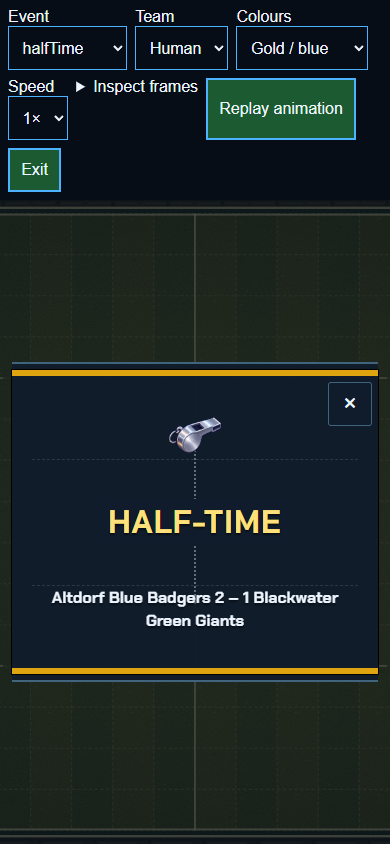 Event Team Colours
halfTime Human Gold / blue
Speed ▶ Inspect frames Replay animation
1×
Exit
×
HALF-TIME
Altdorf Blue Badgers 2 – 1 Blackwater
Green Giants